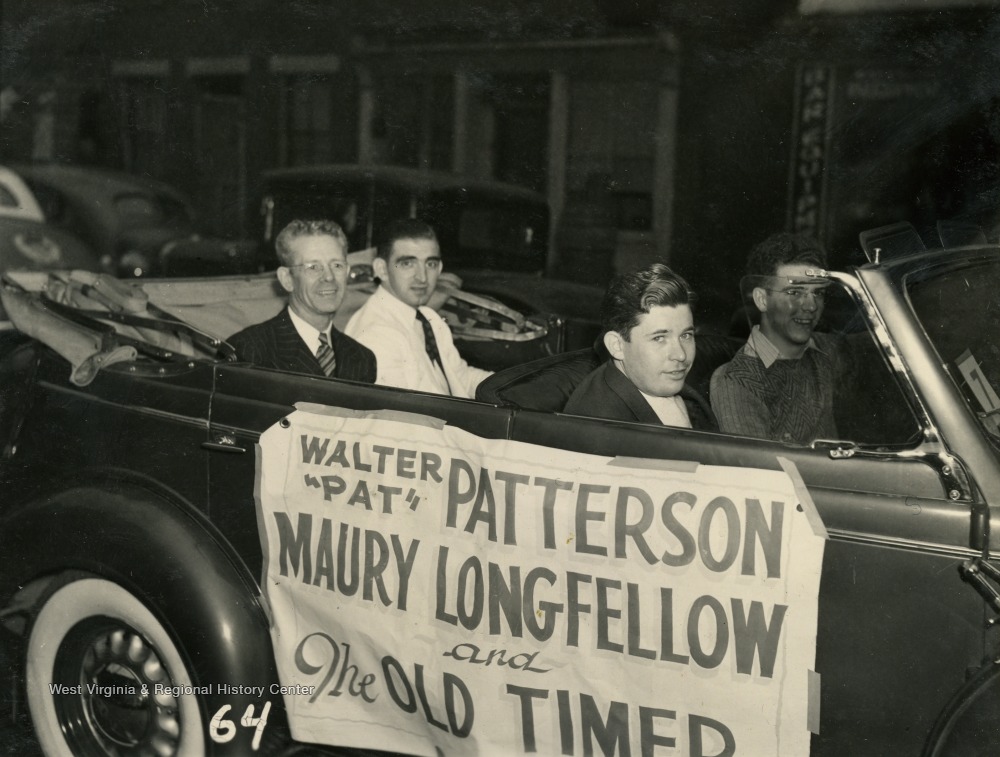 WALTER
"PAT" PATTERSON
MAURY LONGFELLOW
and
The OLD TIMER
West Virginia & Regional History Center
64